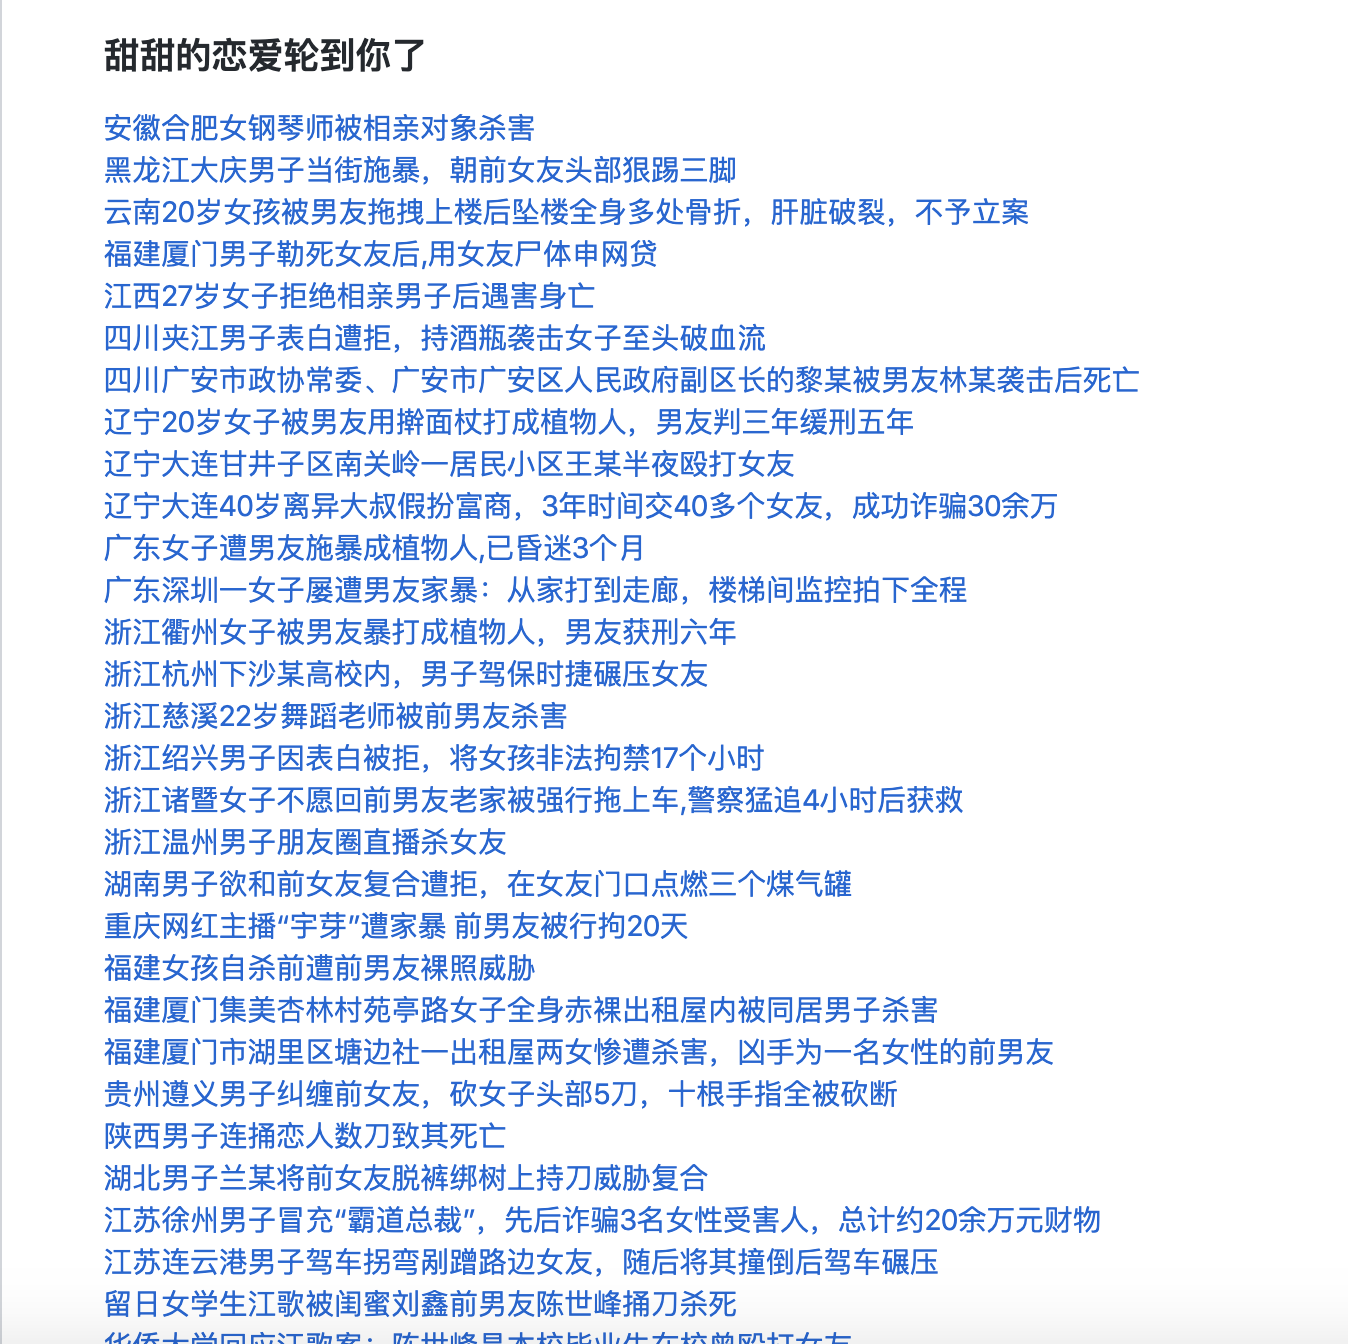 甜甜的恋爱轮到你了
安徽合肥女钢琴师被相亲对象杀害
黑龙江大庆男子当街施暴，朝前女友头部狠踢三脚
云南20岁女孩被男友拖拽上楼后坠楼全身多处骨折，肝脏破裂，不予立案
福建厦门男子勒死女友后,用女友尸体申网贷
江西27岁女子拒绝相亲男子后遇害身亡
四川夹江男子表白遭拒，持酒瓶袭击女子至头破血流
四川广安市政协常委、广安市广安区人民政府副区长的黎某被男友林某袭击后死亡
辽宁20岁女子被男友用擀面杖打成植物人，男友判三年缓刑五年
辽宁大连甘井子区南关岭一居民小区王某半夜殴打女友
辽宁大连40岁离异大叔假扮富商，3年时间交40多个女友，成功诈骗30余万
广东女子遭男友施暴成植物人,已昏迷3个月
广东深圳一女子屡遭男友家暴：从家打到走廊，楼梯间监控拍下全程
浙江衢州女子被男友暴打成植物人，男友获刑六年
浙江杭州下沙某高校内，男子驾保时捷碾压女友
浙江慈溪22岁舞蹈老师被前男友杀害
浙江绍兴男子因表白被拒，将女孩非法拘禁17个小时
浙江诸暨女子不愿回前男友老家被强行拖上车,警察猛追4小时后获救
浙江温州男子朋友圈直播杀女友
湖南男子欲和前女友复合遭拒，在女友门口点燃三个煤气罐
重庆网红主播“宇芽”遭家暴 前男友被行拘20天
福建女孩自杀前遭前男友裸照威胁
福建厦门集美杏林村苑亭路女子全身赤裸出租屋内被同居男子杀害
福建厦门市湖里区塘边社一出租屋两女惨遭杀害，凶手为一名女性的前男友
贵州遵义男子纠缠前女友，砍女子头部5刀，十根手指全被砍断
陕西男子连捅恋人数刀致其死亡
湖北男子兰某将前女友脱裤绑树上持刀威胁复合
江苏徐州男子冒充“霸道总裁”，先后诈骗3名女性受害人，总计约20余万元财物
江苏连云港男子驾车拐弯剐蹭路边女友，随后将其撞倒后驾车碾压
留日女学生江歌被闺蜜刘鑫前男友陈世峰捅刀杀死
华侨大学回应江歌案：陈世峰是本校毕业生在校曾殴打女友